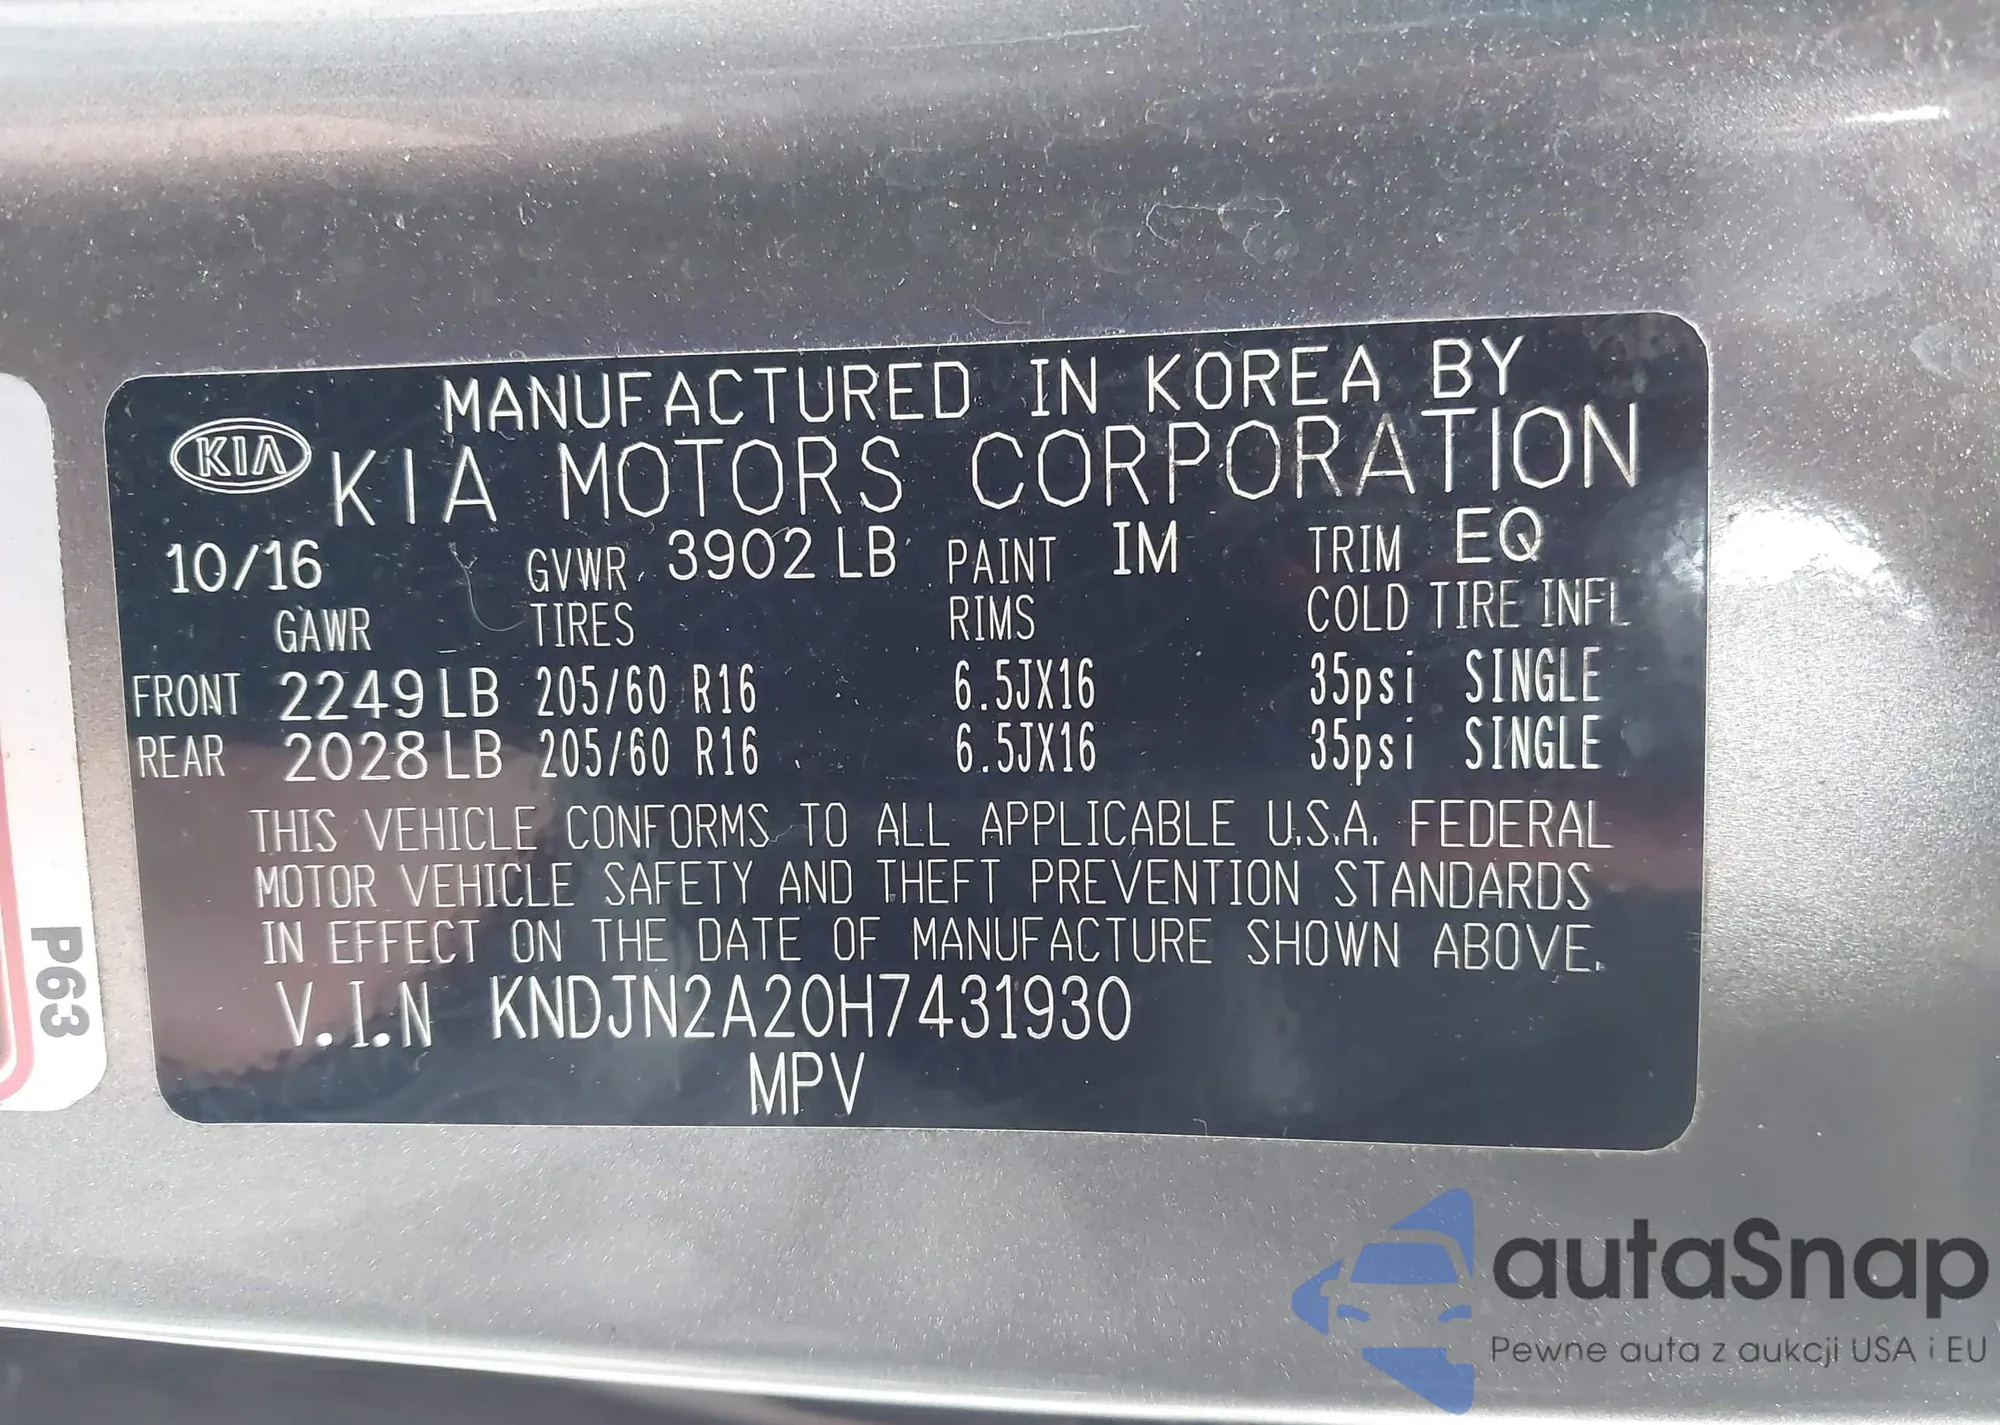 MANUFACTURED IN KOREA BY
KIA KIA MOTORS CORPORATION
10/16 GVWR 3902 LB PAINT IM TRIM EQ
GAWR TIRES RIMS COLD TIRE INFL
FRONT 2249 LB 205/60 R16 6.5JX16 35psi SINGLE
REAR 2028 LB 205/60 R16 6.5JX16 35psi SINGLE
THIS VEHICLE CONFORMS TO ALL APPLICABLE U.S.A. FEDERAL
MOTOR VEHICLE SAFETY AND THEFT PREVENTION STANDARDS
IN EFFECT ON THE DATE OF MANUFACTURE SHOWN ABOVE.
V.I.N KNDJN2A20H7431930
MPV
P63
autaSnap
Pewne auta z aukcji USA i EU